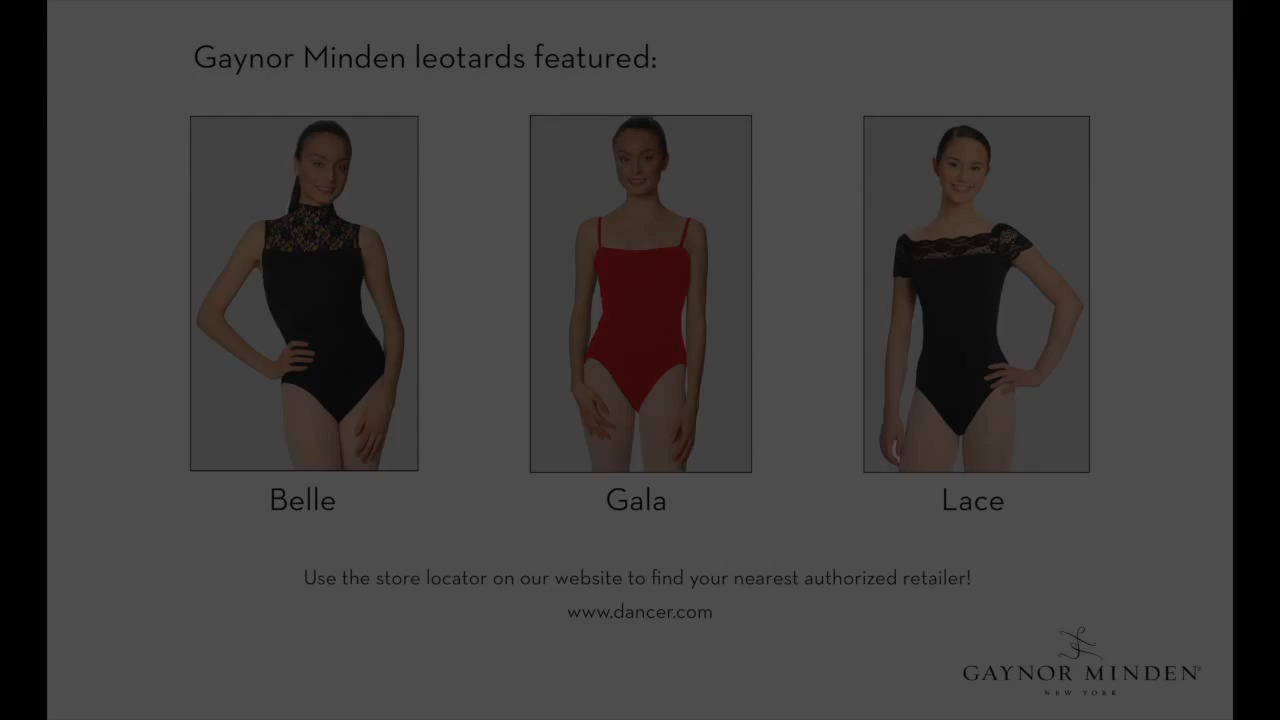 Gaynor Minden leotards featured:
Belle
Gala
Lace
Use the store locator on our website to find your nearest authorized retailer!
www.dancer.com
GAYNOR MINDEN®
NEW YORK